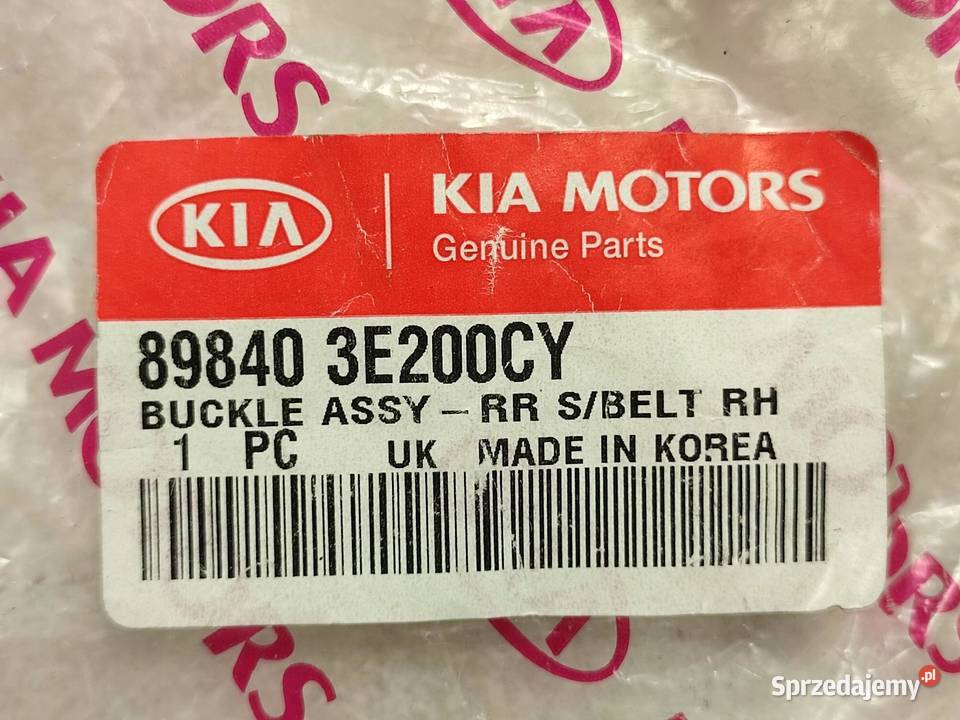 MOTORS
KIA
KIA MOTORS
Genuine Parts
89840 3E200CY
BUCKLE ASSY - RR S/BELT RH
1 PC UK MADE IN KOREA
Sprzedajemy.pl